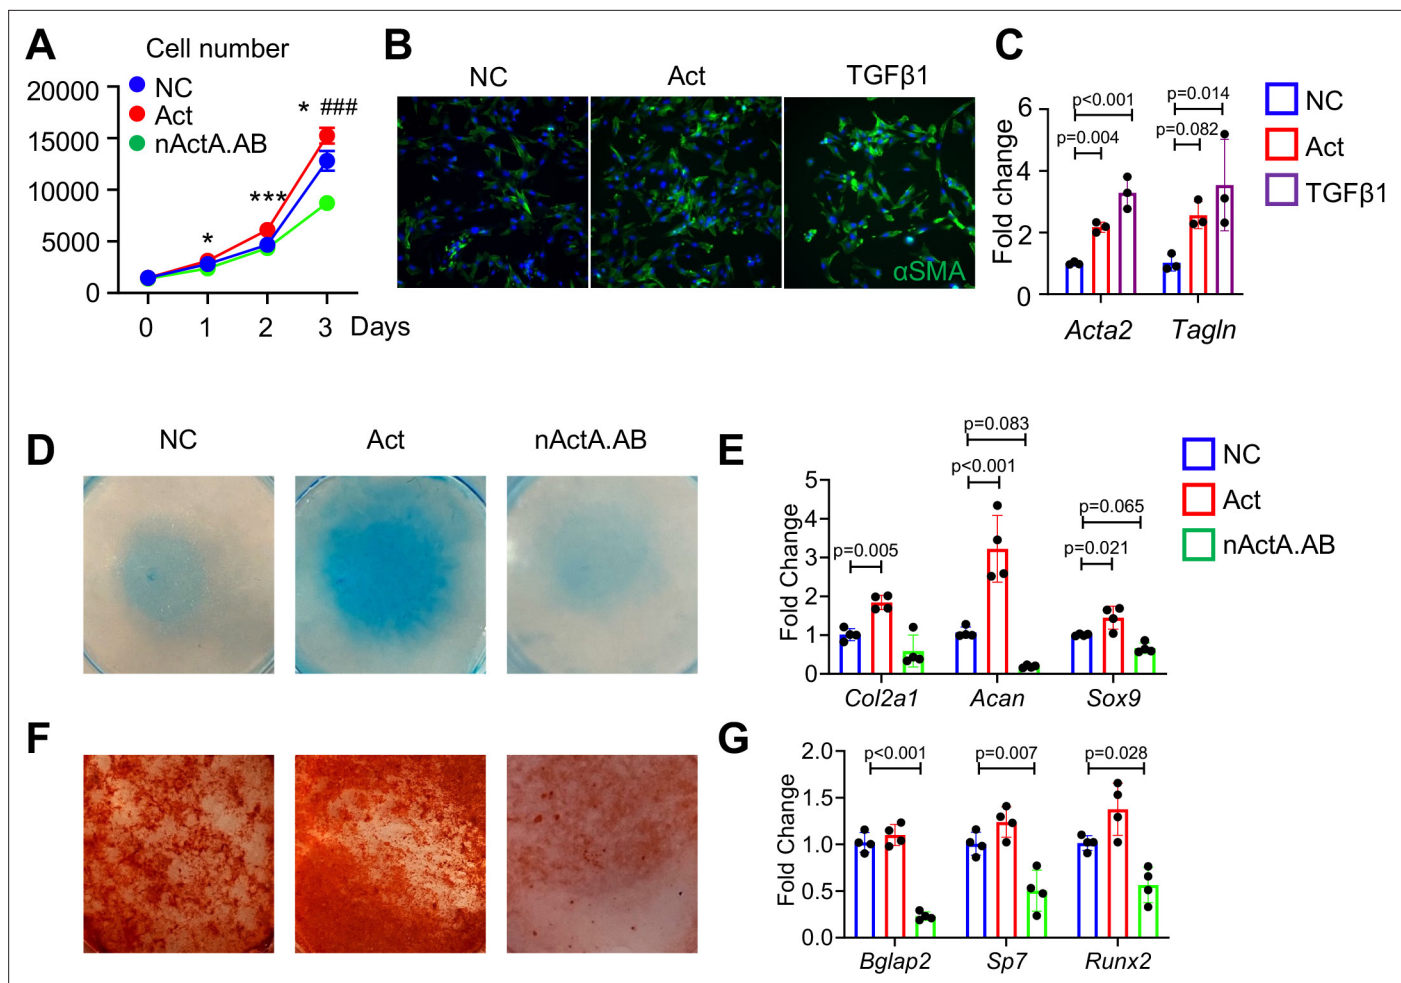 A
Cell number
NC
Act
nActA.AB
20000
15000
10000
5000
0
*
***
* ###
0 1 2 3 Days
B
NC Act TGFβ1
αSMA
C
Fold change
6
4
2
0
p<0.001
p=0.004
p=0.014
p=0.082
Acta2 Tagln
NC
Act
TGFβ1
D
NC Act nActA.AB
E
Fold Change
5
4
3
2
1
0
p=0.005
p=0.083
p<0.001
p=0.065
p=0.021
Col2a1 Acan Sox9
NC
Act
nActA.AB
F
G
Fold Change
2.0
1.5
1.0
0.5
0.0
p<0.001 p=0.007 p=0.028
Bglap2 Sp7 Runx2